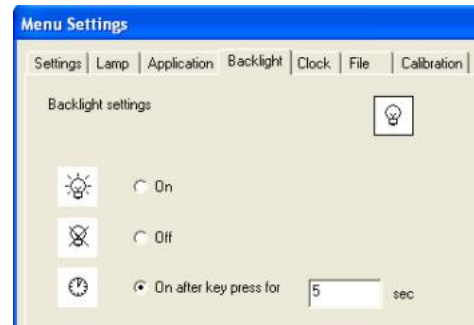 Menu Settings
Settings Lamp Application Backlight Clock File Calibration
Backlight settings
On
Off
On after key press for 5 sec